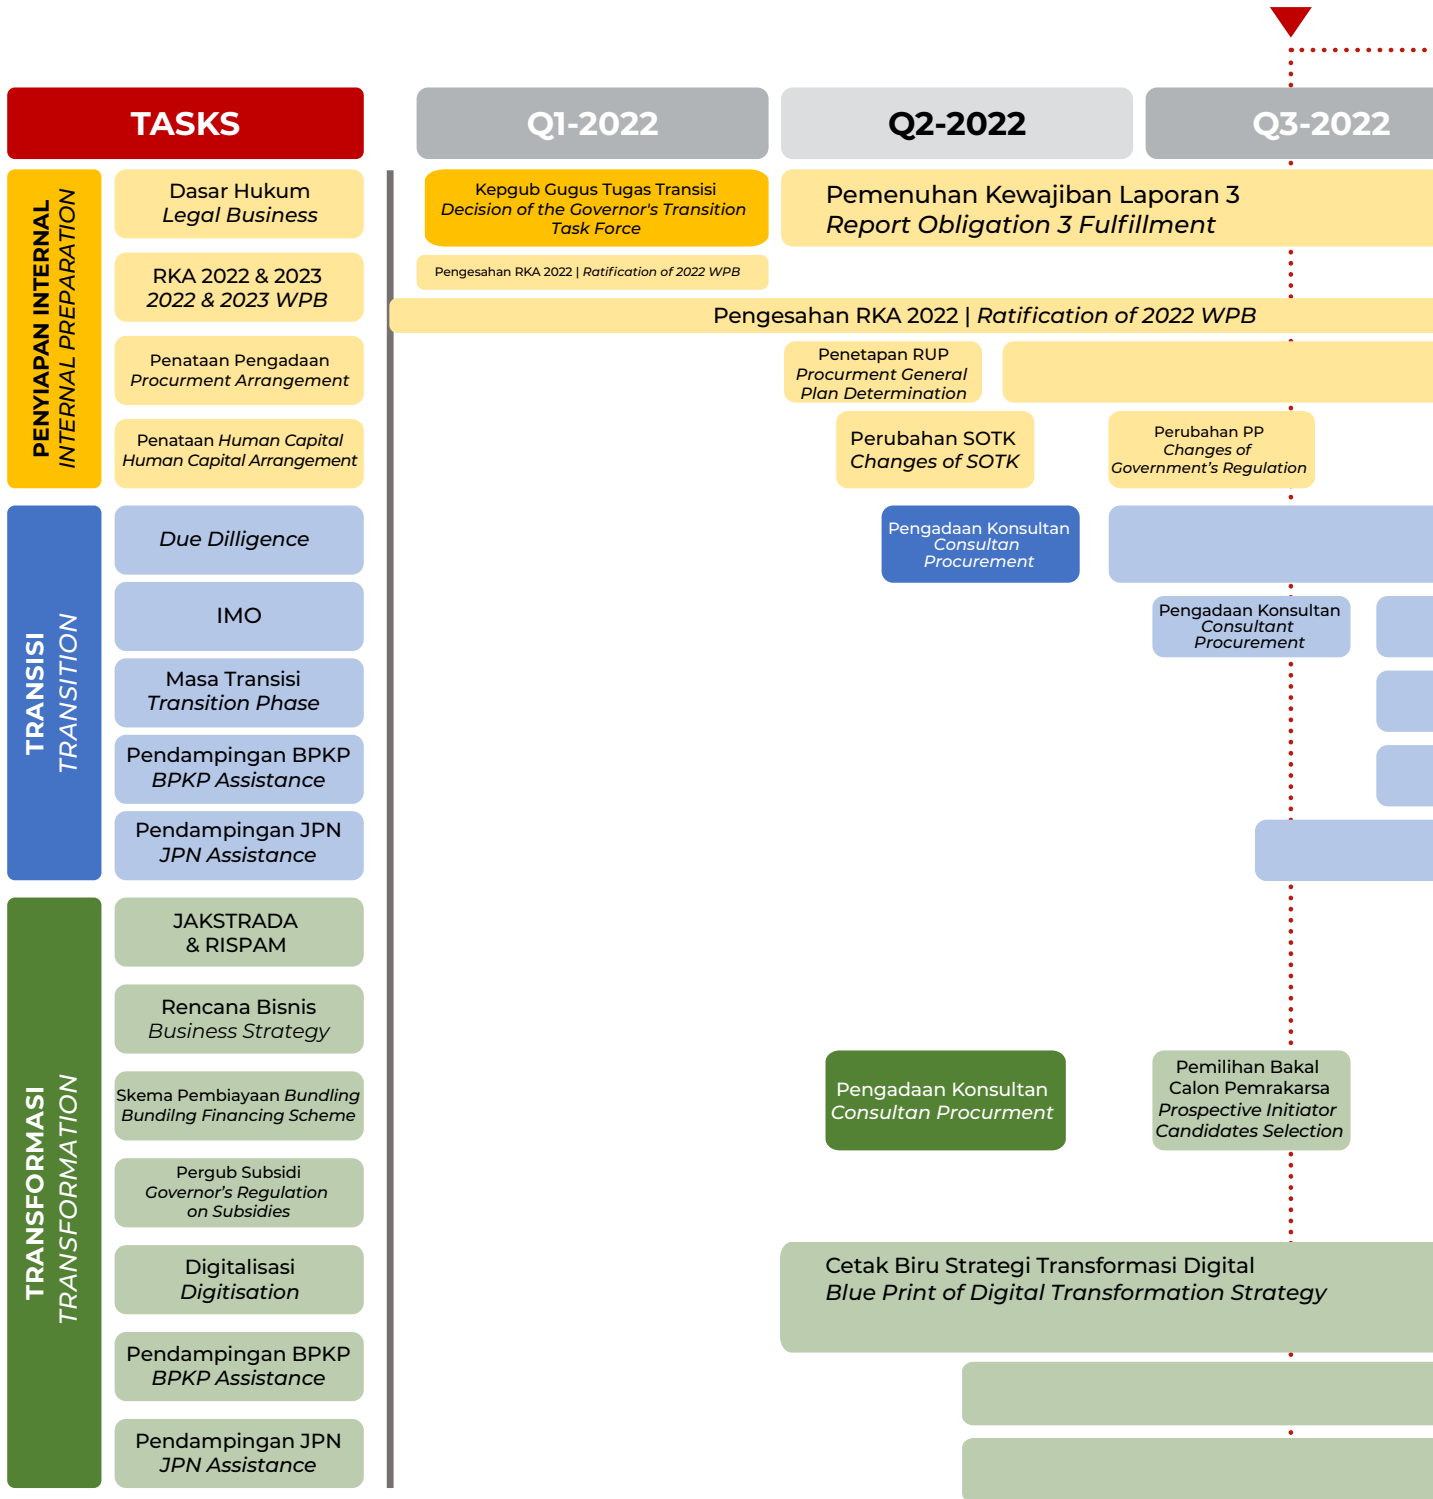 TASKS
Q1-2022
Q2-2022
Q3-2022
PENYIAPAN INTERNAL
INTERNAL PREPARATION
Dasar Hukum
Legal Business
Kepgub Gugus Tugas Transisi
Decision of the Governor's Transition
Task Force
Pemenuhan Kewajiban Laporan 3
Report Obligation 3 Fulfillment
RKA 2022 & 2023
2022 & 2023 WPB
Pengesahan RKA 2022 | Ratification of 2022 WPB
Pengesahan RKA 2022 | Ratification of 2022 WPB
Penataan Pengadaan
Procurment Arrangement
Penetapan RUP
Procurment General
Plan Determination
Penataan Human Capital
Human Capital Arrangement
Perubahan SOTK
Changes of SOTK
Perubahan PP
Changes of
Government's Regulation
TRANSISI
TRANSITION
Due Dilligence
Pengadaan Konsultan
Consultan
Procurement
IMO
Pengadaan Konsultan
Consultant
Procurement
Masa Transisi
Transition Phase
Pendampingan BPKP
BPKP Assistance
Pendampingan JPN
JPN Assistance
TRANSFORMASI
TRANSFORMATION
JAKSTRADA
& RISPAM
Rencana Bisnis
Business Strategy
Skema Pembiayaan Bundling
Bundilng Financing Scheme
Pengadaan Konsultan
Consultan Procurment
Pemilihan Bakal
Calon Pemrakarsa
Prospective Initiator
Candidates Selection
Pergub Subsidi
Governor's Regulation
on Subsidies
Digitalisasi
Digitisation
Cetak Biru Strategi Transformasi Digital
Blue Print of Digital Transformation Strategy
Pendampingan BPKP
BPKP Assistance
Pendampingan JPN
JPN Assistance